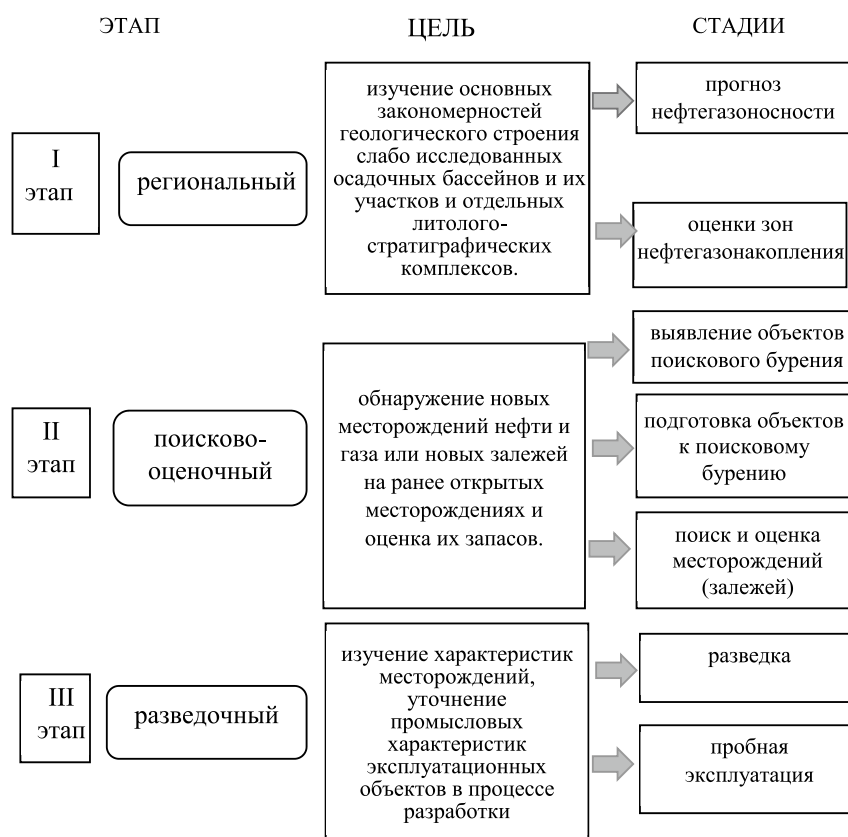 ЭТАП
ЦЕЛЬ
СТАДИИ
I
этап
региональный
изучение основных
закономерностей
геологического строения
слабо исследованных
осадочных бассейнов и их
участков и отдельных
литолого-
стратиграфических
комплексов.
прогноз
нефтегазоносности
оценки зон
нефтегазонакопления
II
этап
поисково-
оценочный
обнаружение новых
месторождений нефти и
газа или новых залежей
на ранее открытых
месторождениях и
оценка их запасов.
выявление объектов
поискового бурения
подготовка объектов
к поисковому
бурению
поиск и оценка
месторождений
(залежей)
III
этап
разведочный
изучение характеристик
месторождений,
уточнение
промысловых
характеристик
эксплуатационных
объектов в процессе
разработки
разведка
пробная
эксплуатация